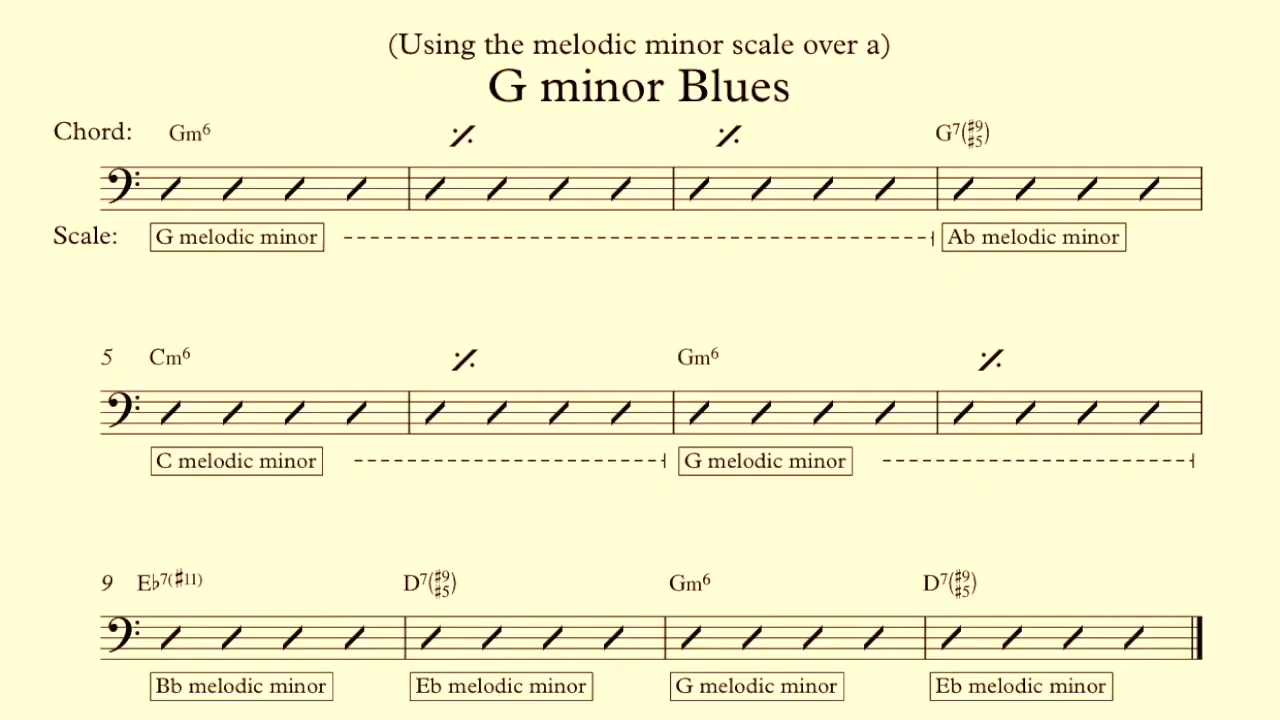 (Using the melodic minor scale over a)
G minor Blues
Chord: Gm6 G7(♯9♯5)
Scale: G melodic minor Ab melodic minor
5 Cm6 Gm6
C melodic minor G melodic minor
9 E♭7(♯11) D7(♯9♯5) Gm6 D7(♯9♯5)
Bb melodic minor Eb melodic minor G melodic minor Eb melodic minor